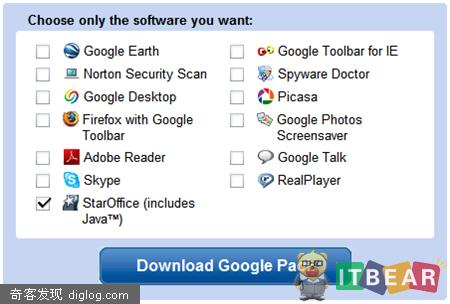 Choose only the software you want:
Google Earth
Norton Security Scan
Google Desktop
Firefox with Google
Toolbar
Adobe Reader
Skype
StarOffice (includes
Java™)
Google Toolbar for IE
Spyware Doctor
Picasa
Google Photos
Screensaver
Google Talk
RealPlayer
Download Google Pa
ITBEAR
奇客发现 diglog.com